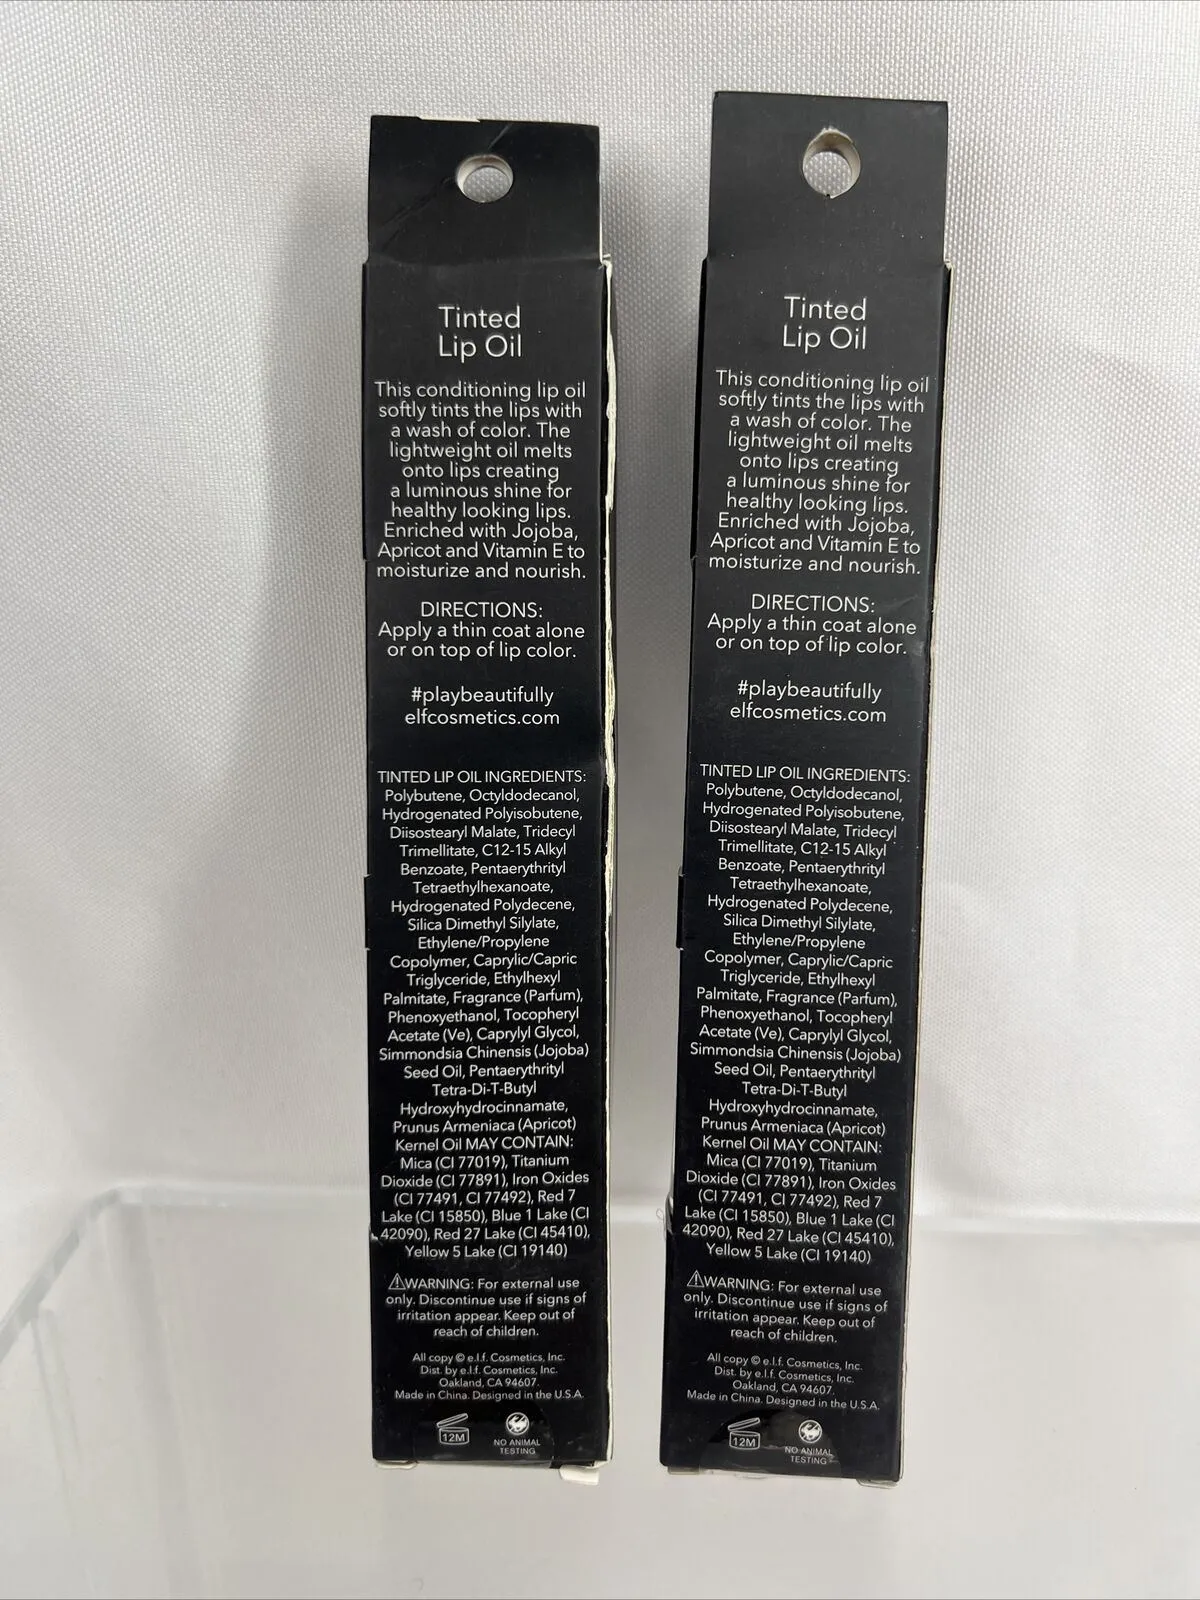 Tinted
Lip Oil
This conditioning lip oil
softly tints the lips with
a wash of color. The
lightweight oil melts
onto lips creating
a luminous shine for
healthy looking lips.
Enriched with Jojoba,
Apricot and Vitamin E to
moisturize and nourish.
DIRECTIONS:
Apply a thin coat alone
or on top of lip color.
#playbeautifully
elfcosmetics.com
TINTED LIP OIL INGREDIENTS:
Polybutene, Octyldodecanol,
Hydrogenated Polyisobutene,
Diisostearyl Malate, Tridecyl
Trimellitate, C12-15 Alkyl
Benzoate, Pentaerythrityl
Tetraethylhexanoate,
Hydrogenated Polydecene,
Silica Dimethyl Silylate,
Ethylene/Propylene
Copolymer, Caprylic/Capric
Triglyceride, Ethylhexyl
Palmitate, Fragrance (Parfum),
Phenoxyethanol, Tocopheryl
Acetate (Ve), Caprylyl Glycol,
Simmondsia Chinensis (Jojoba)
Seed Oil, Pentaerythrityl
Tetra-Di-T-Butyl
Hydroxyhydrocinnamate,
Prunus Armeniaca (Apricot)
Kernel Oil MAY CONTAIN:
Mica (CI 77019), Titanium
Dioxide (CI 77891), Iron Oxides
(CI 77491, CI 77492), Red 7
Lake (CI 15850), Blue 1 Lake (CI
42090), Red 27 Lake (CI 45410),
Yellow 5 Lake (CI 19140)
⚠WARNING: For external use
only. Discontinue use if signs of
irritation appear. Keep out of
reach of children.
All copy © e.l.f. Cosmetics, Inc.
Dist. by e.l.f. Cosmetics, Inc.
Oakland, CA 94607.
Made in China. Designed in the U.S.A.
12M
NO ANIMAL
TESTING
Tinted
Lip Oil
This conditioning lip oil
softly tints the lips with
a wash of color. The
lightweight oil melts
onto lips creating
a luminous shine for
healthy looking lips.
Enriched with Jojoba,
Apricot and Vitamin E to
moisturize and nourish.
DIRECTIONS:
Apply a thin coat alone
or on top of lip color.
#playbeautifully
elfcosmetics.com
TINTED LIP OIL INGREDIENTS:
Polybutene, Octyldodecanol,
Hydrogenated Polyisobutene,
Diisostearyl Malate, Tridecyl
Trimellitate, C12-15 Alkyl
Benzoate, Pentaerythrityl
Tetraethylhexanoate,
Hydrogenated Polydecene,
Silica Dimethyl Silylate,
Ethylene/Propylene
Copolymer, Caprylic/Capric
Triglyceride, Ethylhexyl
Palmitate, Fragrance (Parfum),
Phenoxyethanol, Tocopheryl
Acetate (Ve), Caprylyl Glycol,
Simmondsia Chinensis (Jojoba)
Seed Oil, Pentaerythrityl
Tetra-Di-T-Butyl
Hydroxyhydrocinnamate,
Prunus Armeniaca (Apricot)
Kernel Oil MAY CONTAIN:
Mica (CI 77019), Titanium
Dioxide (CI 77891), Iron Oxides
(CI 77491, CI 77492), Red 7
Lake (CI 15850), Blue 1 Lake (CI
42090), Red 27 Lake (CI 45410),
Yellow 5 Lake (CI 19140)
⚠WARNING: For external use
only. Discontinue use if signs of
irritation appear. Keep out of
reach of children.
All copy © e.l.f. Cosmetics, Inc.
Dist. by e.l.f. Cosmetics, Inc.
Oakland, CA 94607.
Made in China. Designed in the U.S.A.
12M
NO ANIMAL
TESTING